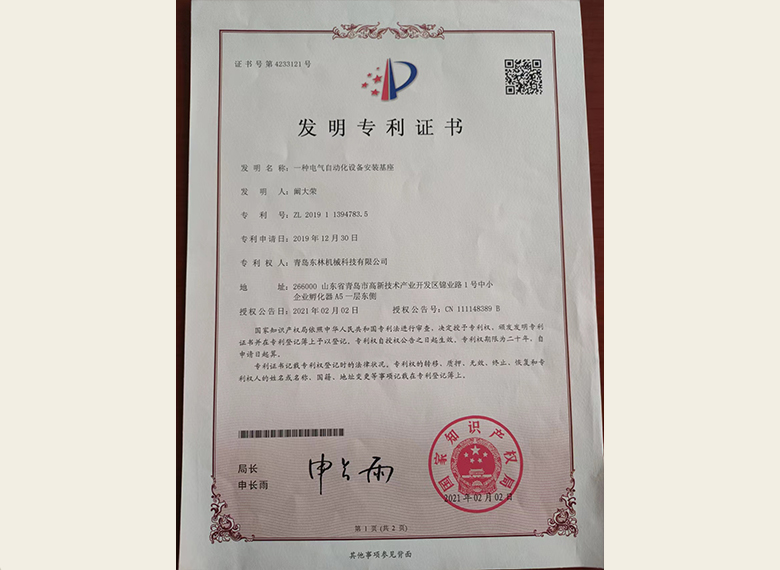 证书号第4233121号
发明专利证书
发明名称：一种电气自动化设备安装基座
发明人：阚大荣
专利号：ZL 2019 1 1394783.5
专利申请日：2019年12月30日
专利权人：青岛东林机械科技有限公司
地址：266000 山东省青岛市高新技术产业开发区锦业路1号中小
企业孵化器A5一层东侧
授权公告日：2021年02月02日 授权公告号：CN 111148389 B
国家知识产权局依照中华人民共和国专利法进行审查，决定授予专利权，颁发发明专利
证书并在专利登记簿上予以登记。专利权自授权公告之日起生效。专利权期限为二十年，自
申请日起算。
专利证书记载专利权登记时的法律状况。专利权的转移、质押、无效、终止、恢复和专
利权人的姓名或名称、国籍、地址变更等事项记载在专利登记簿上。
局长
申长雨
申长雨
国家知识产权局
2021年02月02日
第1页(共2页)
其他事项参见背面